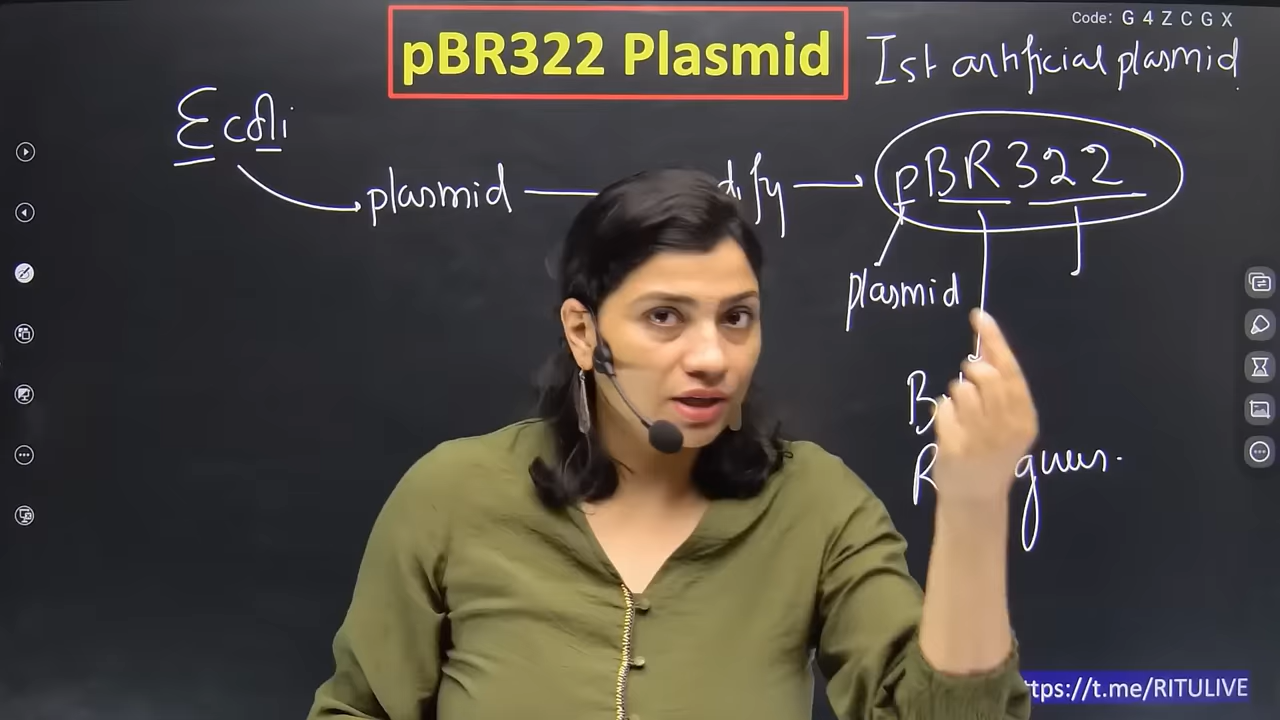 Code: G 4 Z C G X
pBR322 Plasmid
Ist artificial plasmid
Ecoli
plasmid
pBR322
plasmid
https://t.me/RITULIVE